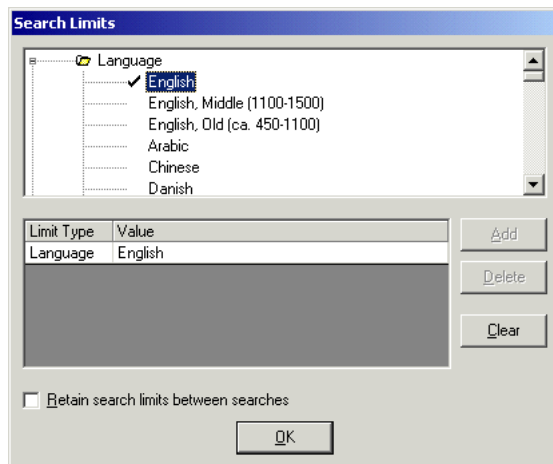 Search Limits
Language
English
English, Middle (1100-1500)
English, Old (ca. 450-1100)
Arabic
Chinese
Danish
Limit Type Value
Language English
Add
Delete
Clear
Retain search limits between searches
OK